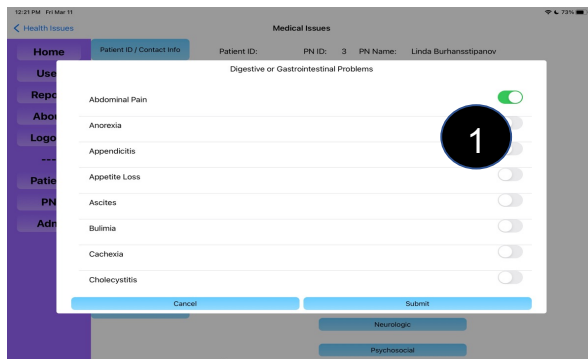 12:21 PM Fri Mar 11
73%
Health Issues
Medical Issues
Home
Patient ID / Contact Info
Patient ID:
PN ID: 3
PN Name: Linda Burhansstipanov
Use
Repo
Abou
Logo
---
Patie
PN
Adn
Digestive or Gastrointestinal Problems
Abdominal Pain
Anorexia
1
Appendicitis
Appetite Loss
Ascites
Bulimia
Cachexia
Cholecystitis
Cancel
Submit
Neurologic
Psychosocial